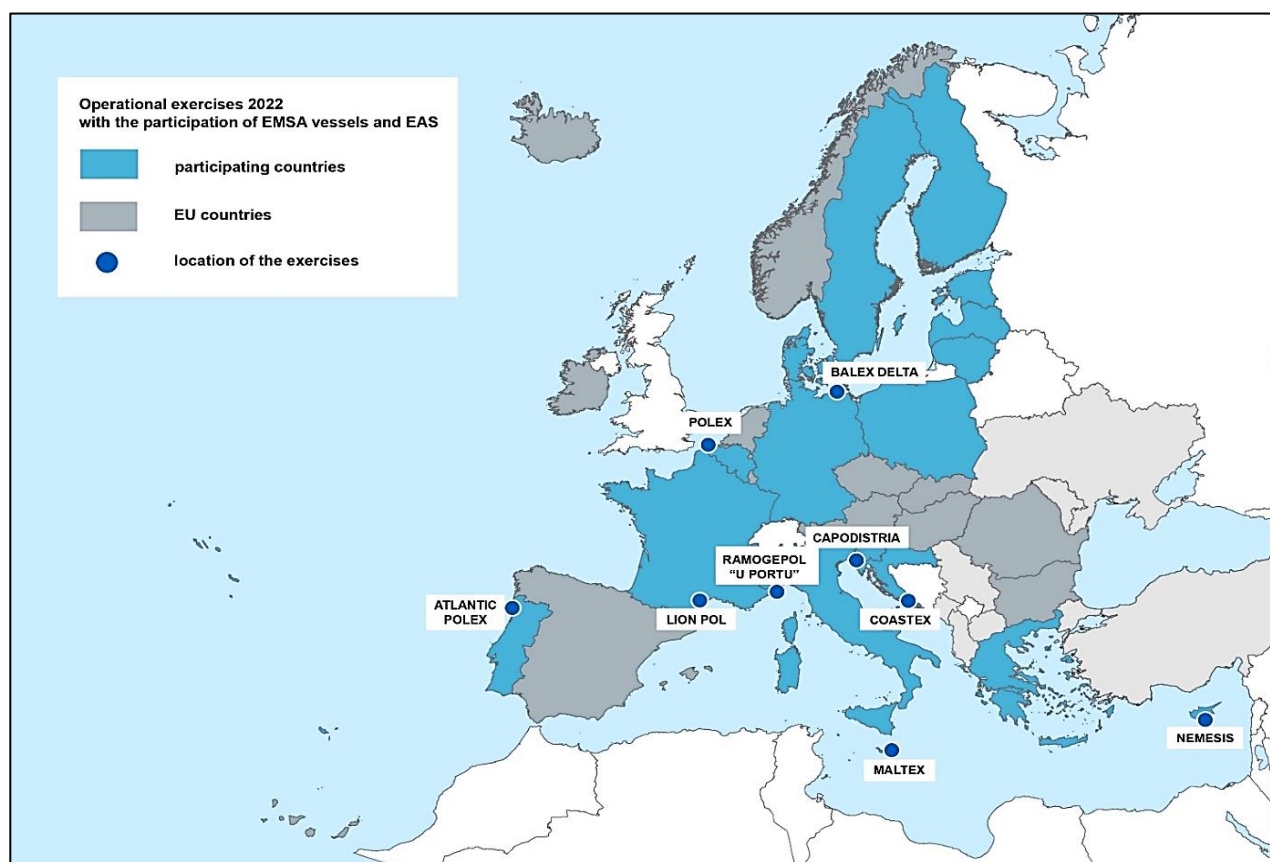 Operational exercises 2022
with the participation of EMSA vessels and EAS
participating countries
EU countries
location of the exercises
BALEX DELTA
POLEX
CAPODISTRIA
RAMOGEPOL
“U PORTU”
ATLANTIC
POLEX
LION POL
COASTEX
NEMESIS
MALTEX